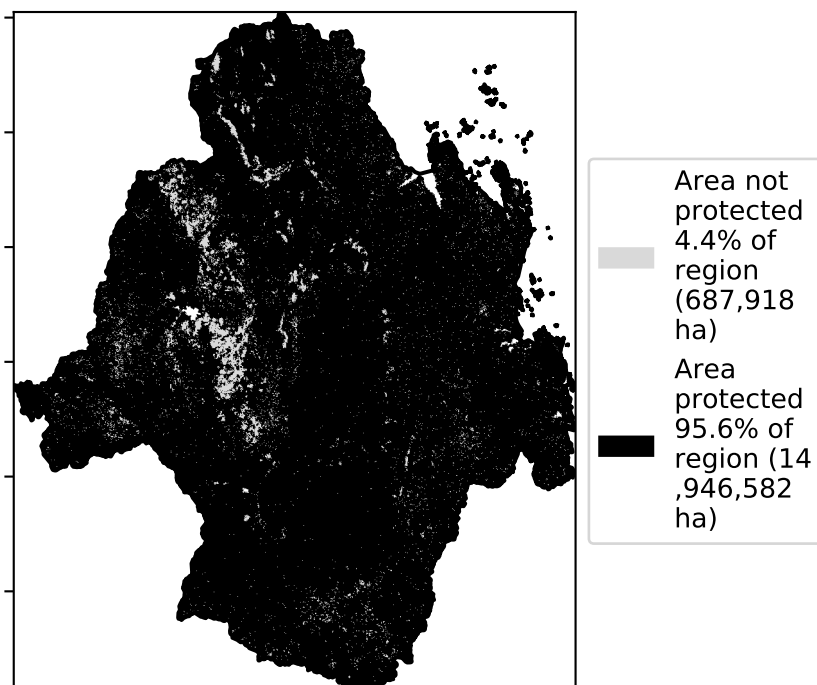 Area not
protected
4.4% of
region
(687,918
ha)
Area
protected
95.6% of
region (14
,946,582
ha)